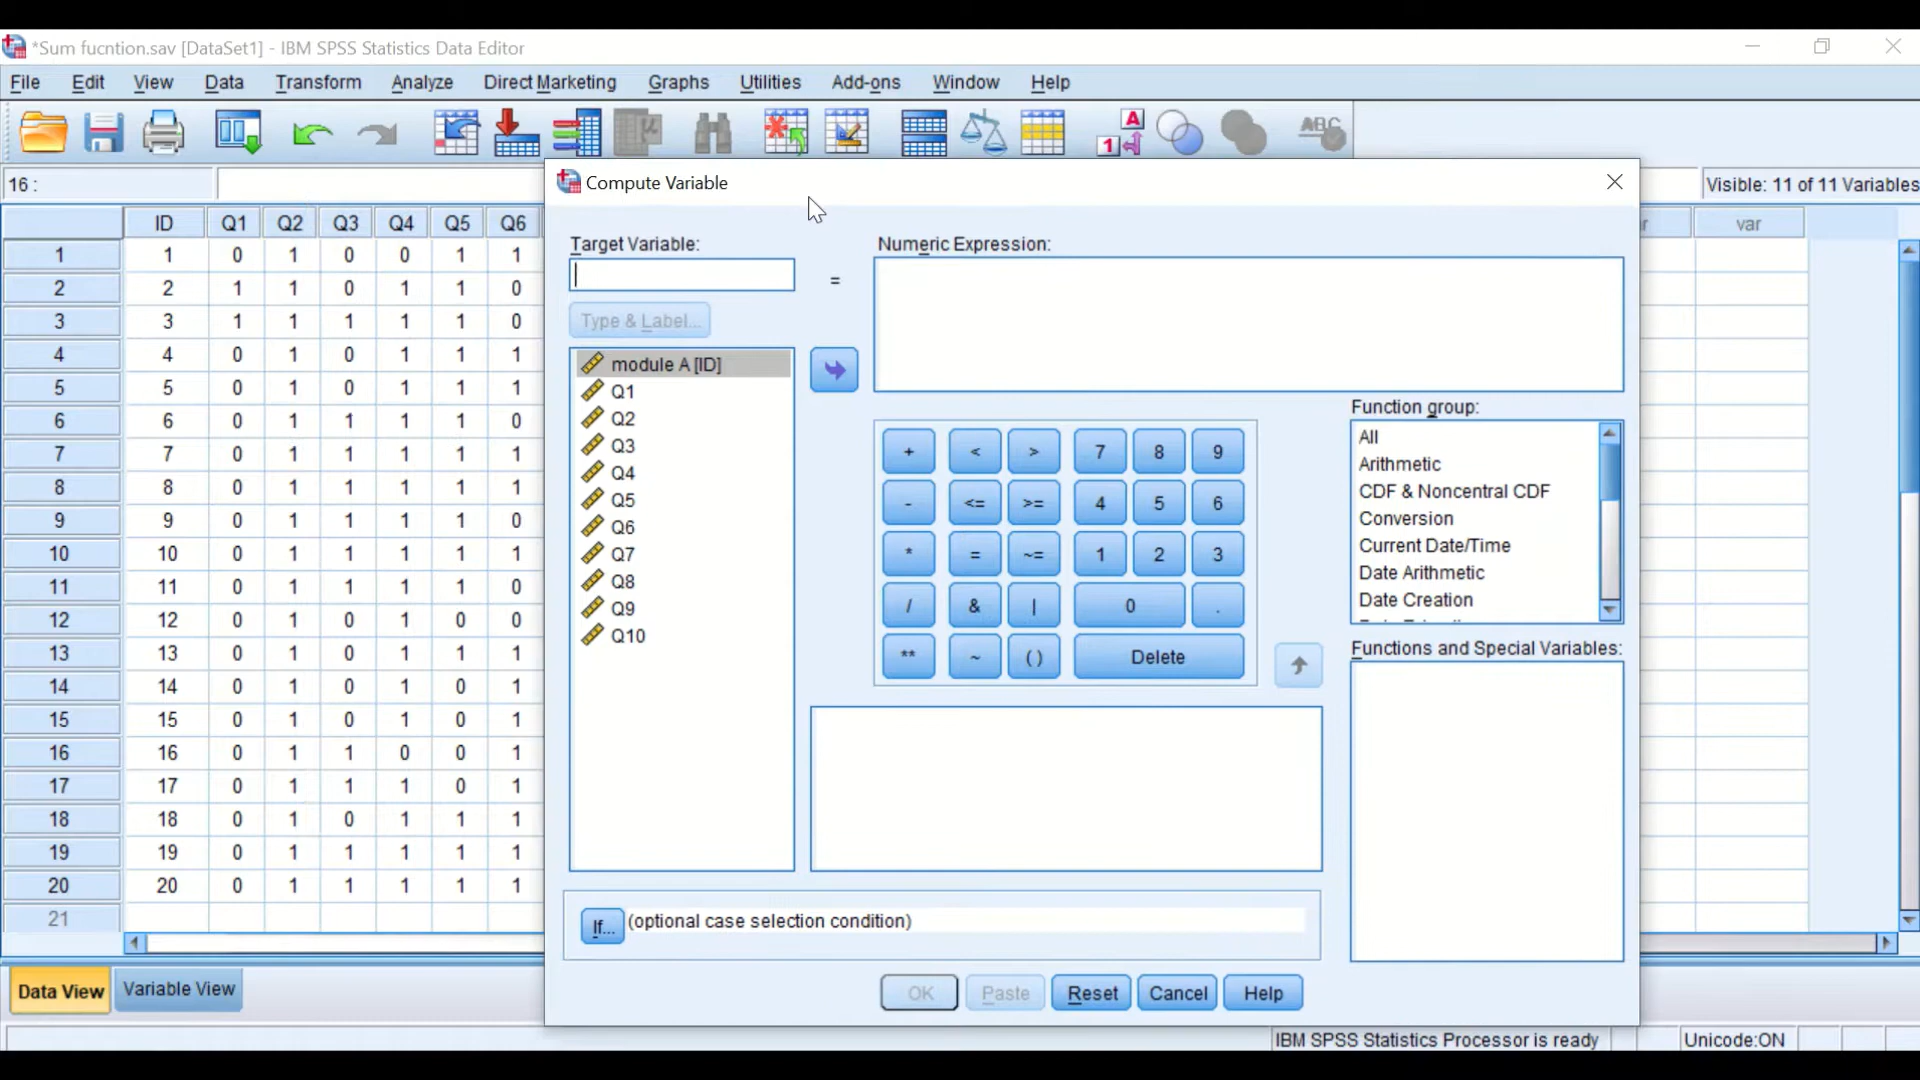 *Sum fucntion.sav [DataSet1] - IBM SPSS Statistics Data Editor
File Edit View Data Transform Analyze Direct Marketing Graphs Utilities Add-ons Window Help
16 :
Visible: 11 of 11 Variables
ID Q1 Q2 Q3 Q4 Q5 Q6
var
1 1 0 1 0 0 1 1
2 2 1 1 0 1 1 0
3 3 1 1 1 1 1 0
4 4 0 1 0 1 1 1
5 5 0 1 0 1 1 1
6 6 0 1 1 1 1 0
7 7 0 1 1 1 1 1
8 8 0 1 1 1 1 1
9 9 0 1 1 1 1 0
10 10 0 1 1 1 1 1
11 11 0 1 1 1 1 0
12 12 0 1 0 1 0 0
13 13 0 1 0 1 1 1
14 14 0 1 0 1 0 1
15 15 0 1 0 1 0 1
16 16 0 1 1 0 0 1
17 17 0 1 1 1 0 1
18 18 0 1 0 1 1 1
19 19 0 1 1 1 1 1
20 20 0 1 1 1 1 1
21
Data View Variable View
Compute Variable
Target Variable:
=
Numeric Expression:
Type & Label...
module A [ID]
Q1
Q2
Q3
Q4
Q5
Q6
Q7
Q8
Q9
Q10
+ < > 7 8 9
- <= >= 4 5 6
* = ~= 1 2 3
/ & | 0 .
** ~ ( ) Delete
Function group:
All
Arithmetic
CDF & Noncentral CDF
Conversion
Current Date/Time
Date Arithmetic
Date Creation
Functions and Special Variables:
If... (optional case selection condition)
OK Paste Reset Cancel Help
IBM SPSS Statistics Processor is ready
Unicode:ON